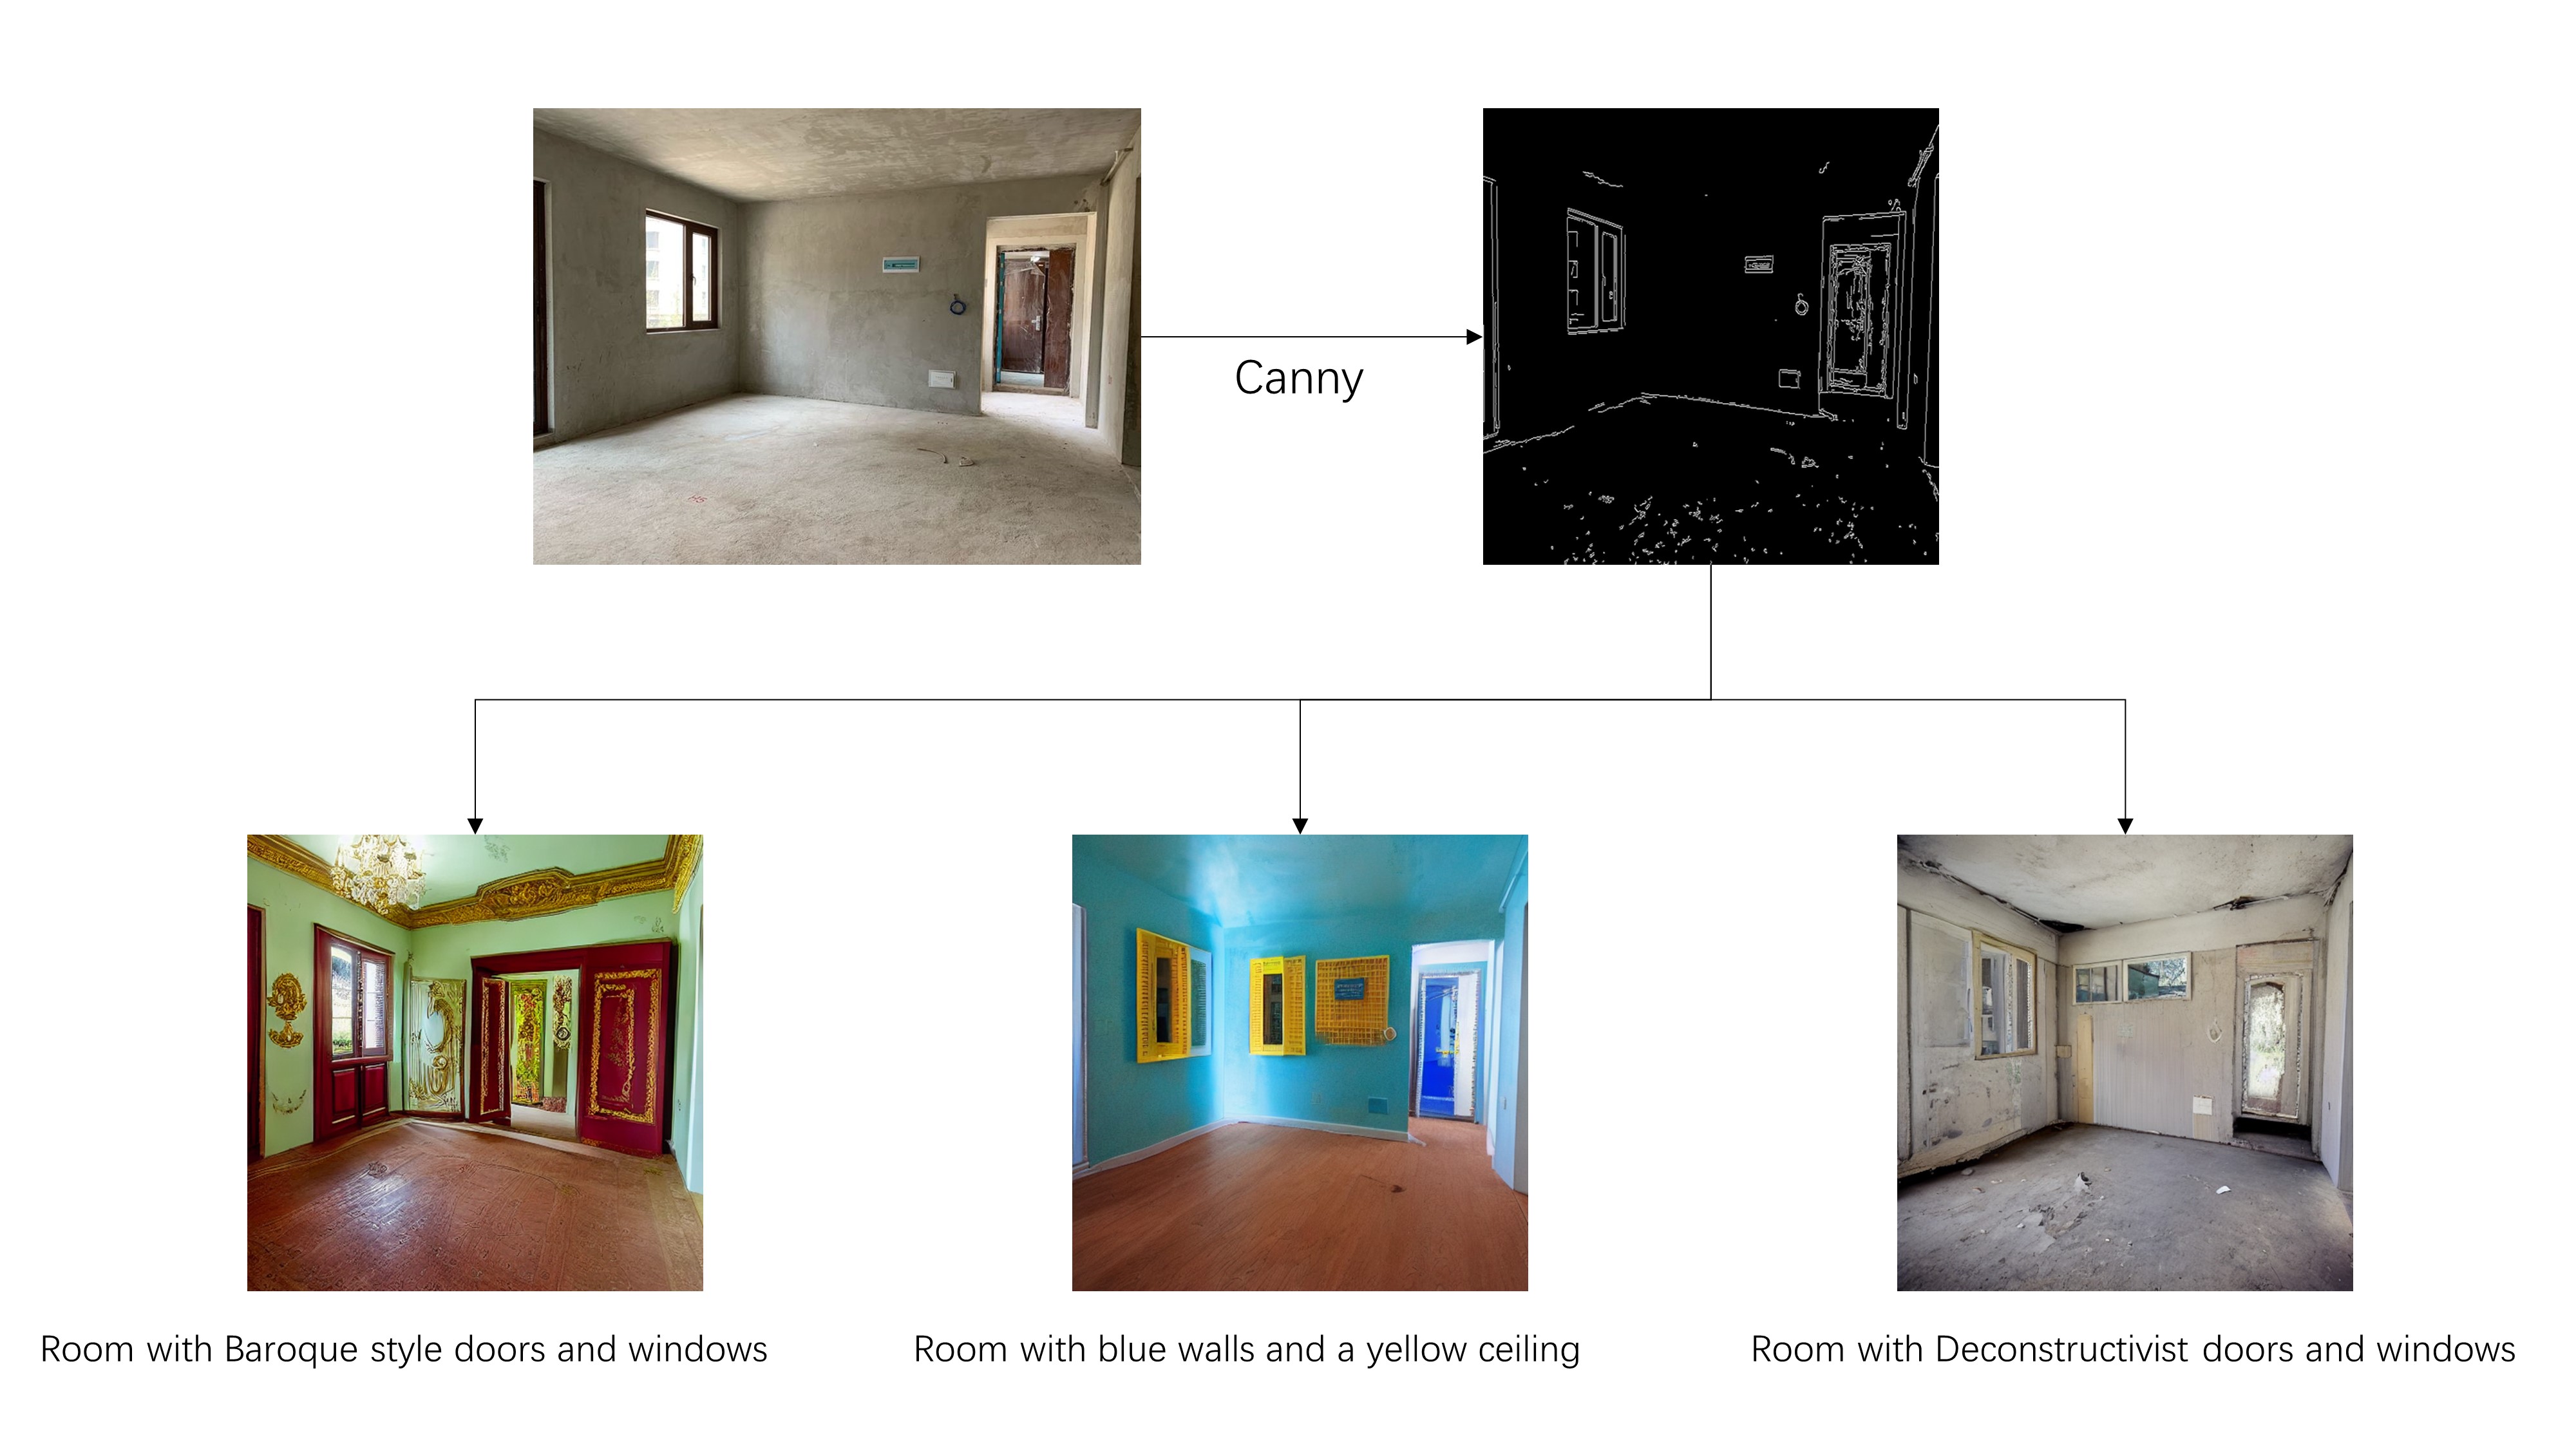 Canny
Room with Baroque style doors and windows
Room with blue walls and a yellow ceiling
Room with Deconstructivist doors and windows